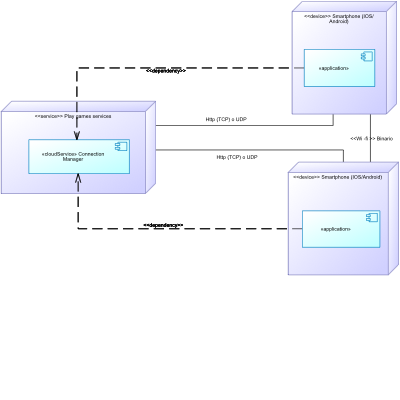 <<device>> Smartphone (IOS/
Android)
«application»
<<dependency>>
<<service>> Play games services
Http (TCP) o UDP
«cloudService» Connection
Manager
<<Wi -fi >> Binario
Http (TCP) o UDP
<<device>> Smartphone (IOS/Android)
«application»
<<dependency>>